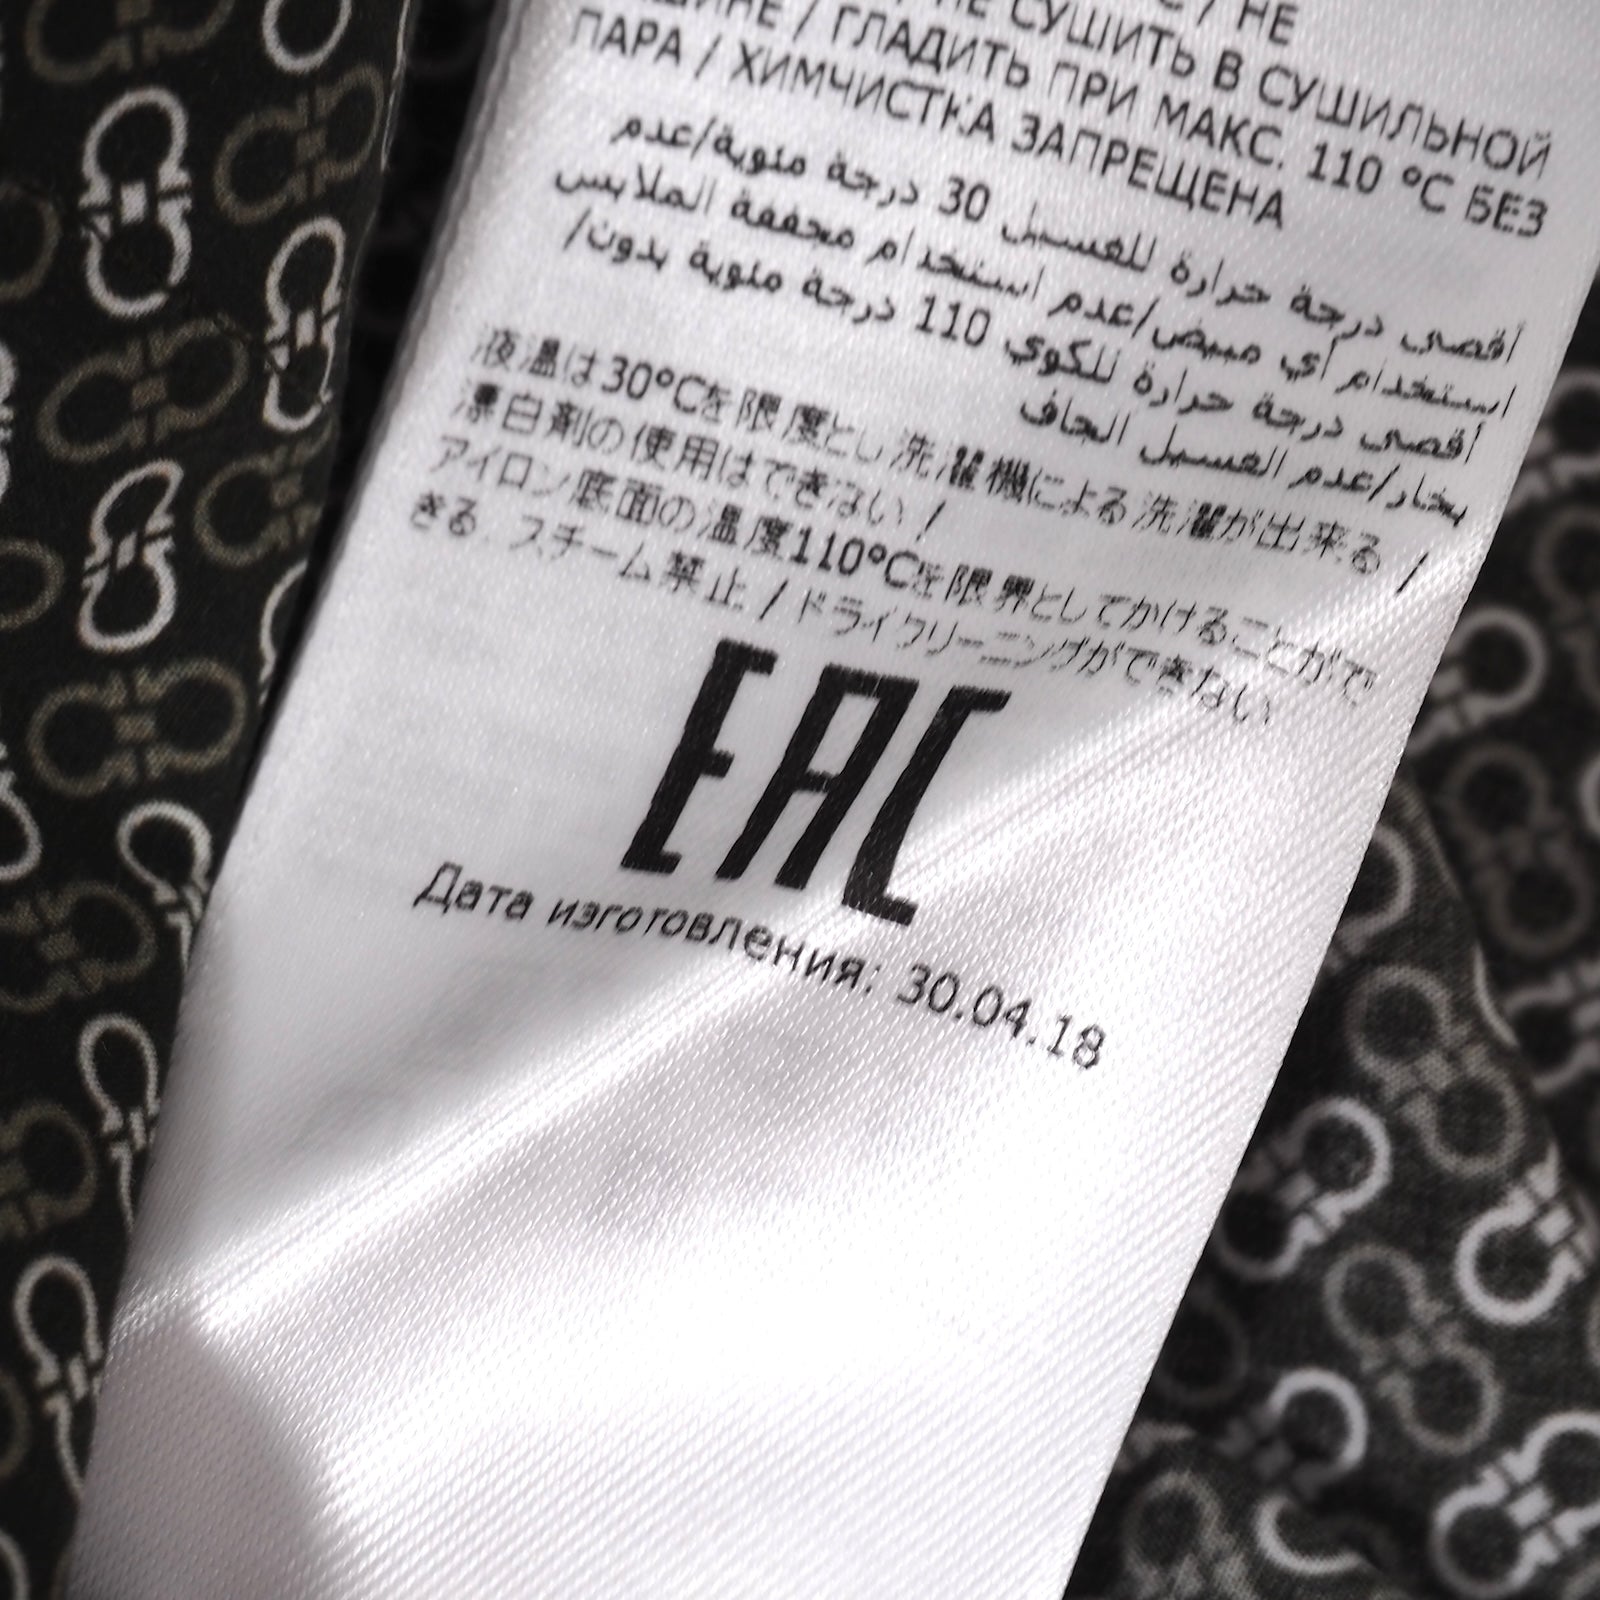 НЕ
НЕ СУШИТЬ В СУШИЛЬНОЙ
/ ГЛАДИТЬ ПРИ МАКС. 110 °C БЕЗ
ПАРА / ХИМЧИСТКА ЗАПРЕЩЕНА
أقصى درجة حرارة للغسيل 30 درجة مئوية/عدم
استخدام أي مبيض/عدم استخدام مجففة الملابس
أقصى درجة حرارة للكوي 110 درجة مئوية بدون/
بخار/عدم الغسيل الجاف
液温は30°Cを限度とし洗濯機による洗濯が出来る /
漂白剤の使用はできない /
アイロン底面の温度110°Cを限界としてかけることがで
きる. スチーム禁止 / ドライクリーニングができない
EAC
Дата изготовления: 30.04.18